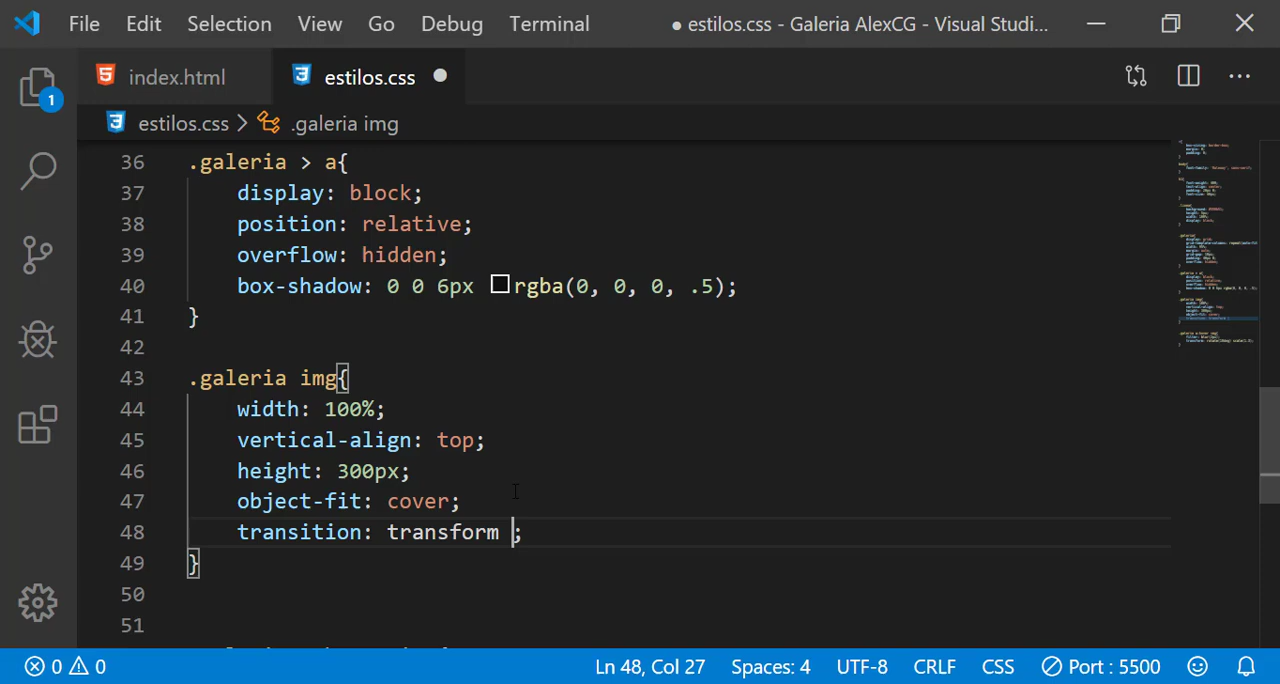 File Edit Selection View Go Debug Terminal ● estilos.css - Galeria AlexCG - Visual Studi...
index.html estilos.css ●
1
estilos.css > .galeria img
36 .galeria > a{
37 display: block;
38 position: relative;
39 overflow: hidden;
40 box-shadow: 0 0 6px rgba(0, 0, 0, .5);
41 }
42
43 .galeria img{
44 width: 100%;
45 vertical-align: top;
46 height: 300px;
47 object-fit: cover;
48 transition: transform ;
49 }
50
51
0 0 Ln 48, Col 27 Spaces: 4 UTF-8 CRLF CSS Port : 5500